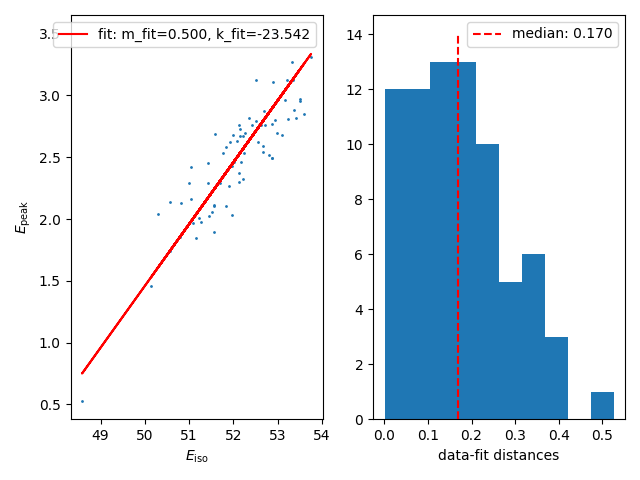 fit: m_fit=0.500, k_fit=-23.542
3.5
3.0
2.5
2.0
1.5
1.0
0.5
E_peak
49 50 51 52 53 54
E_iso
median: 0.170
14
12
10
8
6
4
2
0
0.0 0.1 0.2 0.3 0.4 0.5
data-fit distances